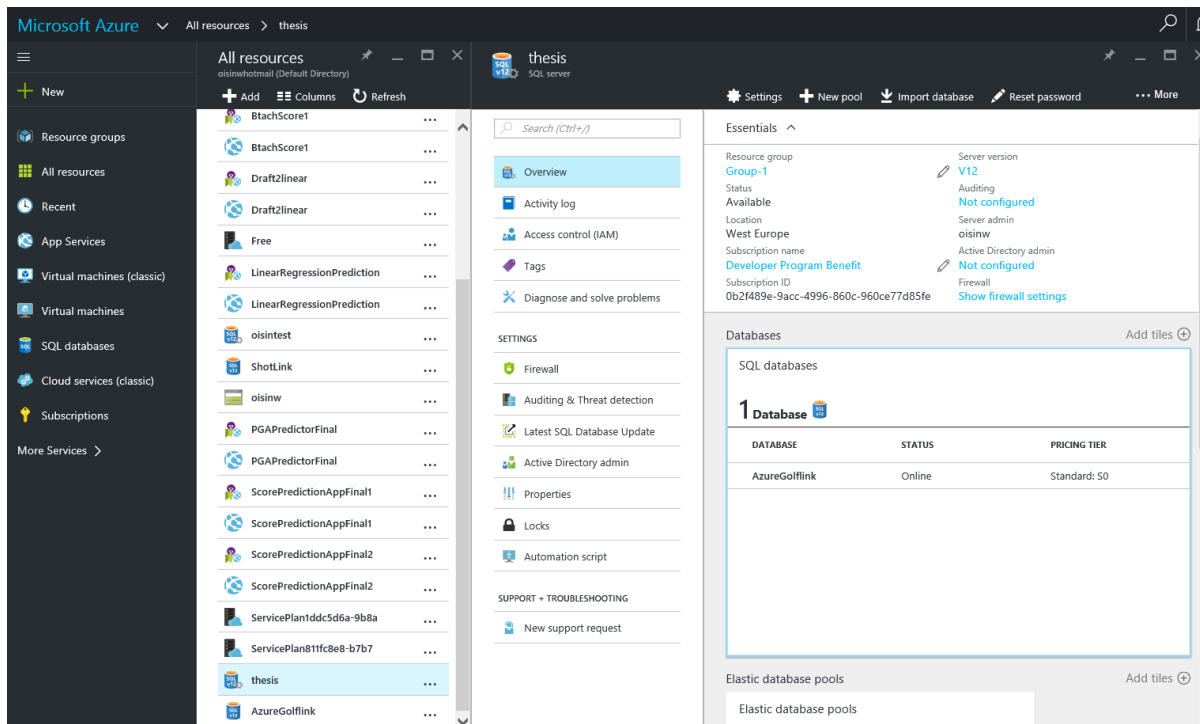 Microsoft Azure All resources > thesis
New
Resource groups
All resources
Recent
App Services
Virtual machines (classic)
Virtual machines
SQL databases
Cloud services (classic)
Subscriptions
More Services >
All resources
oisinwhotmail (Default Directory)
Add Columns Refresh
BtachScore1 ...
BtachScore1 ...
Draft2linear ...
Draft2linear ...
Free ...
LinearRegressionPrediction ...
LinearRegressionPrediction ...
oisintest ...
ShotLink ...
oisinw ...
PGAPredictorFinal ...
PGAPredictorFinal ...
ScorePredictionAppFinal1 ...
ScorePredictionAppFinal1 ...
ScorePredictionAppFinal2 ...
ScorePredictionAppFinal2 ...
ServicePlan1ddc5d6a-9b8a ...
ServicePlan811fc8e8-b7b7 ...
thesis ...
AzureGolflink ...
SQL v12
thesis
SQL server
Settings New pool Import database Reset password ... More
Search (Ctrl+/)
Overview
Activity log
Access control (IAM)
Tags
Diagnose and solve problems
SETTINGS
Firewall
Auditing & Threat detection
Latest SQL Database Update
Active Directory admin
Properties
Locks
Automation script
SUPPORT + TROUBLESHOOTING
New support request
Essentials
Resource group
Group-1
Status
Available
Location
West Europe
Subscription name
Developer Program Benefit
Subscription ID
0b2f489e-9acc-4996-860c-960ce77d85fe
Server version
V12
Auditing
Not configured
Server admin
oisinw
Active Directory admin
Not configured
Firewall
Show firewall settings
Databases Add tiles
SQL databases
1 Database
DATABASE STATUS PRICING TIER
AzureGolflink Online Standard: S0
Elastic database pools Add tiles
Elastic database pools